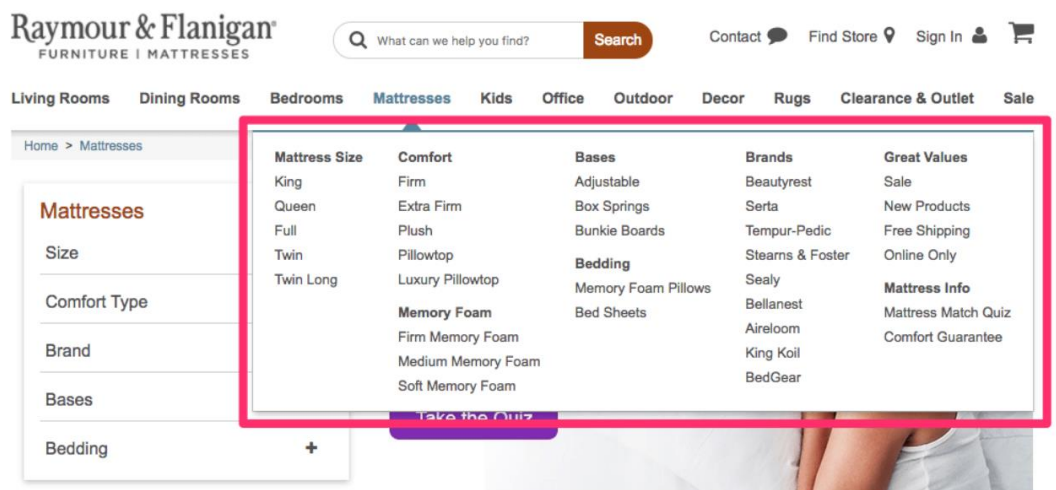 Raymour & Flanigan®
FURNITURE | MATTRESSES
What can we help you find?
Search
Contact
Find Store
Sign In
Living Rooms
Dining Rooms
Bedrooms
Mattresses
Kids
Office
Outdoor
Decor
Rugs
Clearance & Outlet
Sale
Home > Mattresses
Mattresses
Size
Comfort Type
Brand
Bases
Bedding +
Mattress Size
King
Queen
Full
Twin
Twin Long
Comfort
Firm
Extra Firm
Plush
Pillowtop
Luxury Pillowtop
Memory Foam
Firm Memory Foam
Medium Memory Foam
Soft Memory Foam
Bases
Adjustable
Box Springs
Bunkie Boards
Bedding
Memory Foam Pillows
Bed Sheets
Brands
Beautyrest
Serta
Tempur-Pedic
Stearns & Foster
Sealy
Bellanest
Aireloom
King Koil
BedGear
Great Values
Sale
New Products
Free Shipping
Online Only
Mattress Info
Mattress Match Quiz
Comfort Guarantee
Take the Quiz